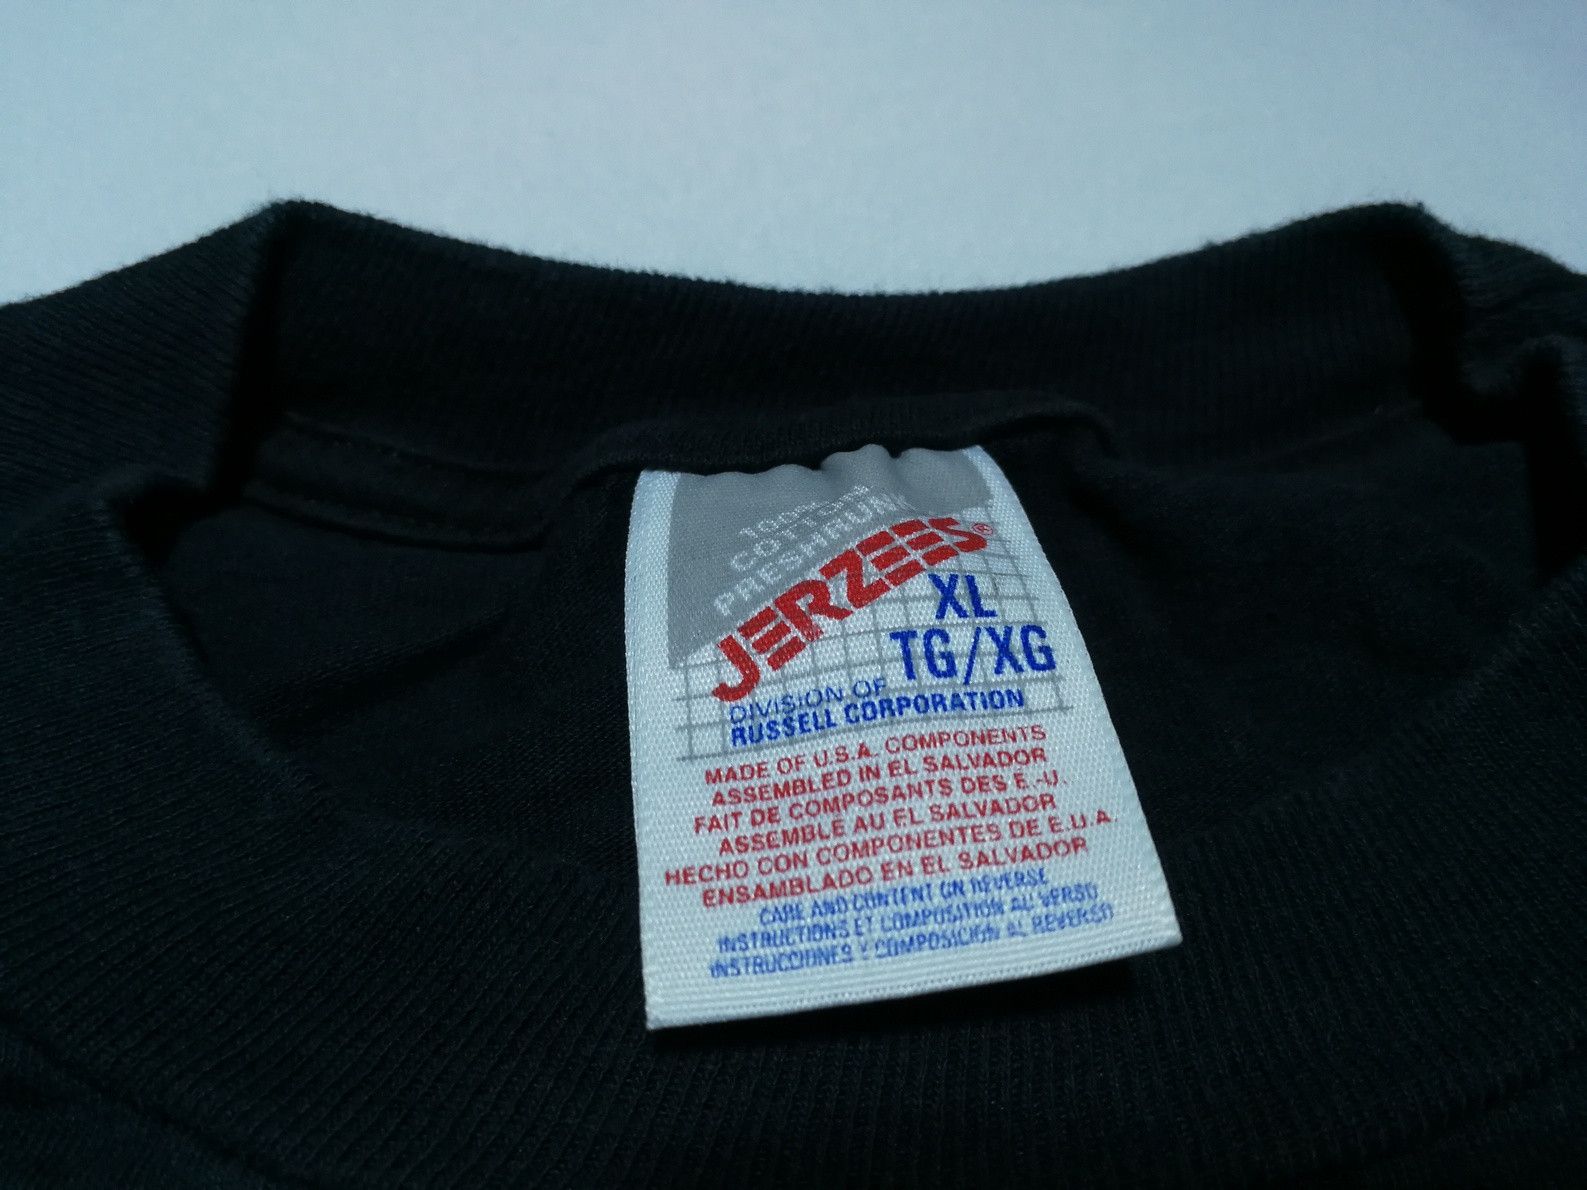 100%
COTTON
PRESHRUNK
JERZEES®
XL
TG/XG
DIVISION OF
RUSSELL CORPORATION
MADE OF U.S.A. COMPONENTS
ASSEMBLED IN EL SALVADOR
FAIT DE COMPOSANTS DES E.-U.
ASSEMBLÉ AU EL SALVADOR
HECHO CON COMPONENTES DE E.U.A.
ENSAMBLADO EN EL SALVADOR
CARE AND CONTENT ON REVERSE
INSTRUCTIONS ET COMPOSITION AU VERSO
INSTRUCCIONES Y COMPOSICIÓN AL REVERSO